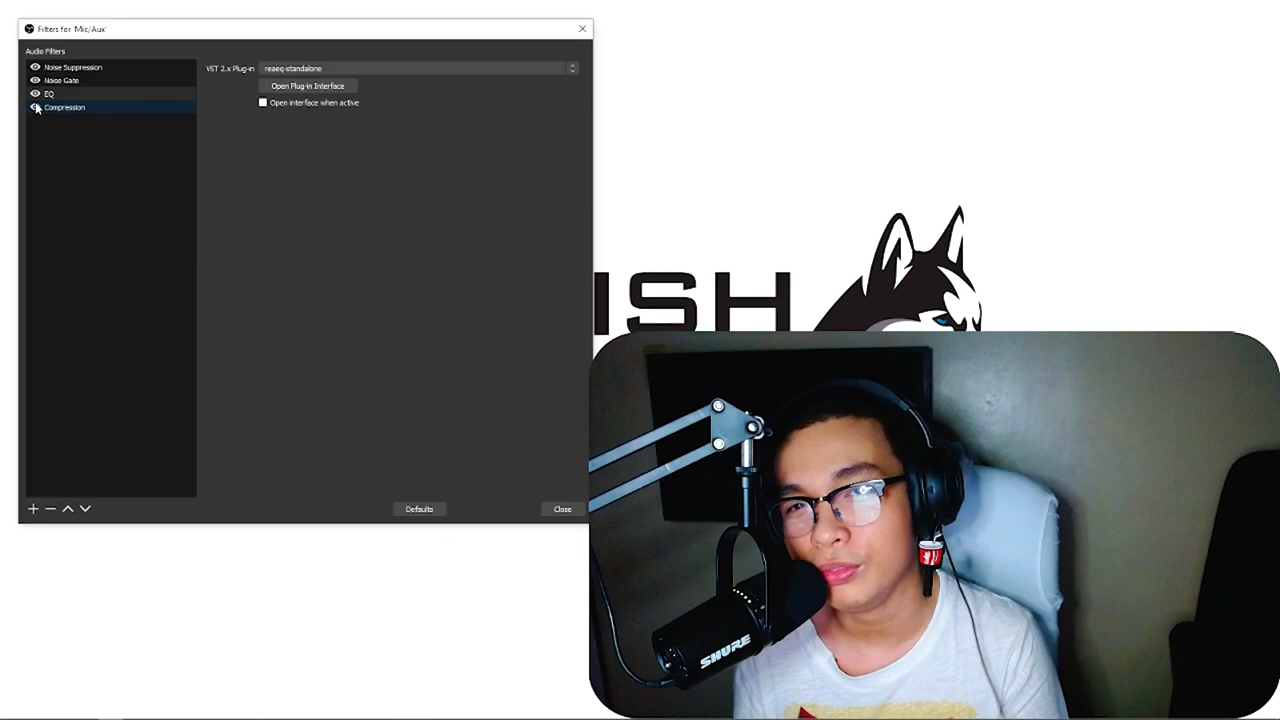 Filters for 'Mic/Aux'
Audio Filters
Noise Suppression
Noise Gate
EQ
Compression
VST 2.x Plug-in
reaeq-standalone
Open Plug-in Interface
Open interface when active
Defaults
Close
ISH
SHURE